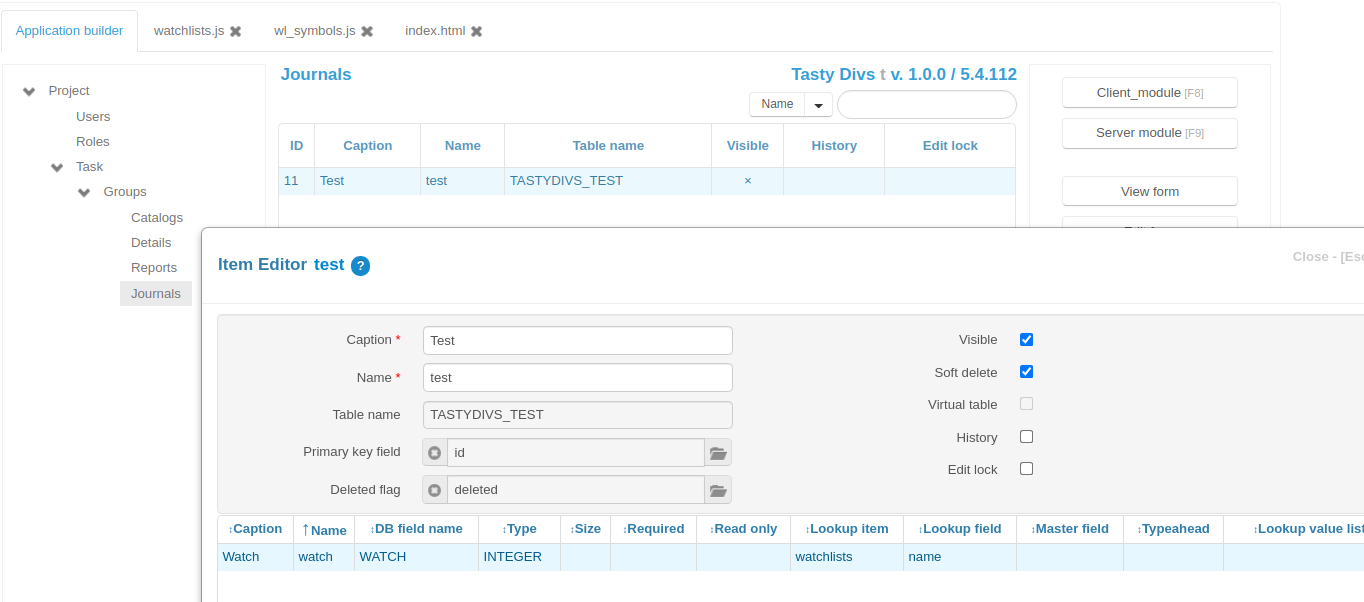 Application builder watchlists.js wl_symbols.js index.html
Project
Users
Roles
Task
Groups
Catalogs
Details
Reports
Journals
Journals Tasty Divs t v. 1.0.0 / 5.4.112
Name
ID Caption Name Table name Visible History Edit lock
11 Test test TASTYDIVS_TEST ×
Client_module [F8]
Server module [F9]
View form
Item Editor test ?
Close - [Esc
Caption *
Test
Name *
test
Table name
TASTYDIVS_TEST
Primary key field
id
Deleted flag
deleted
Visible
Soft delete
Virtual table
History
Edit lock
↕Caption ↑Name ↕DB field name ↕Type ↕Size ↕Required ↕Read only ↕Lookup item ↕Lookup field ↕Master field ↕Typeahead ↕Lookup value list
Watch watch WATCH INTEGER watchlists name